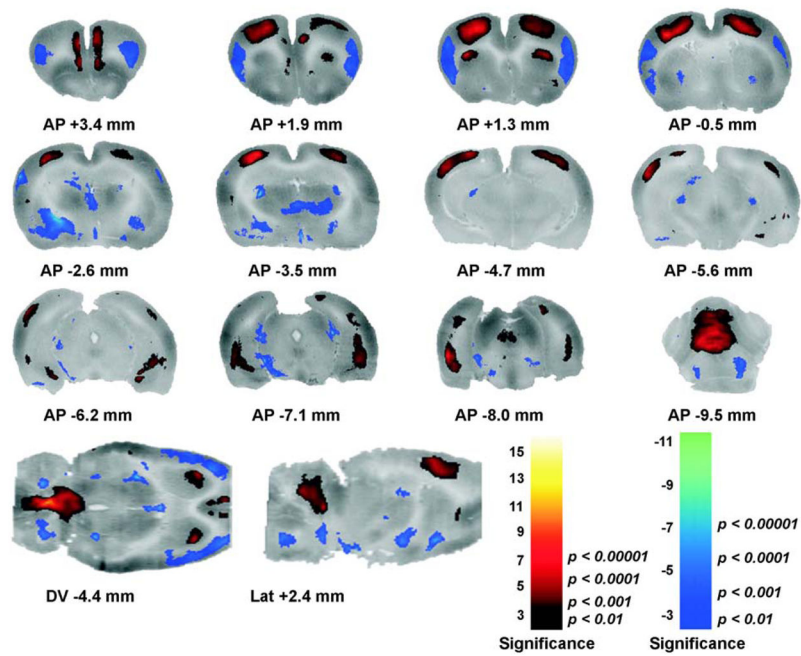 AP +3.4 mm AP +1.9 mm AP +1.3 mm AP -0.5 mm
AP -2.6 mm AP -3.5 mm AP -4.7 mm AP -5.6 mm
AP -6.2 mm AP -7.1 mm AP -8.0 mm AP -9.5 mm
DV -4.4 mm Lat +2.4 mm
15
13
11
9
7
5
3
p < 0.00001
p < 0.0001
p < 0.001
p < 0.01
Significance
-11
-9
-7
-5
-3
p < 0.00001
p < 0.0001
p < 0.001
p < 0.01
Significance